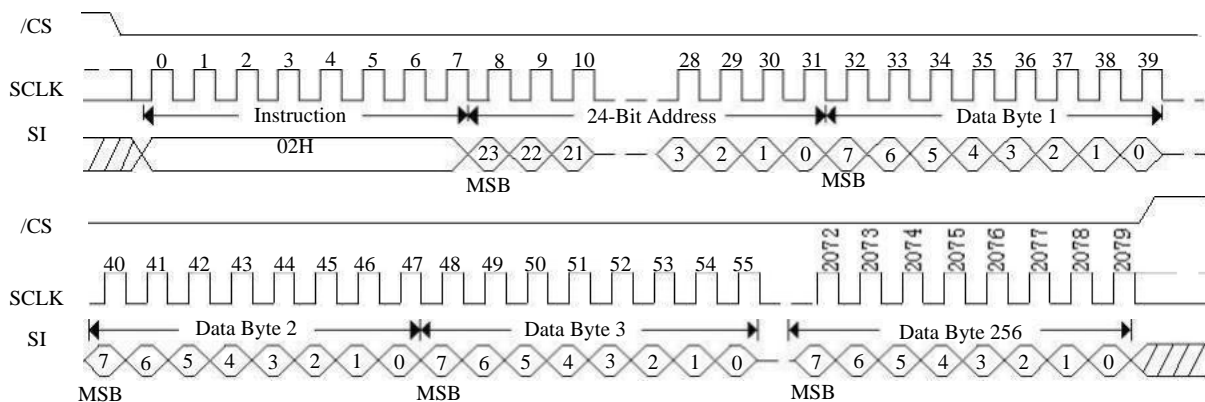 /CS
0 1 2 3 4 5 6 7 8 9 10 28 29 30 31 32 33 34 35 36 37 38 39
SCLK
Instruction 24-Bit Address Data Byte 1
SI
02H 23 22 21 3 2 1 0 7 6 5 4 3 2 1 0
MSB MSB
/CS
40 41 42 43 44 45 46 47 48 49 50 51 52 53 54 55 2072 2073 2074 2075 2076 2077 2078 2079
SCLK
Data Byte 2 Data Byte 3 Data Byte 256
SI
7 6 5 4 3 2 1 0 7 6 5 4 3 2 1 0 7 6 5 4 3 2 1 0
MSB MSB MSB